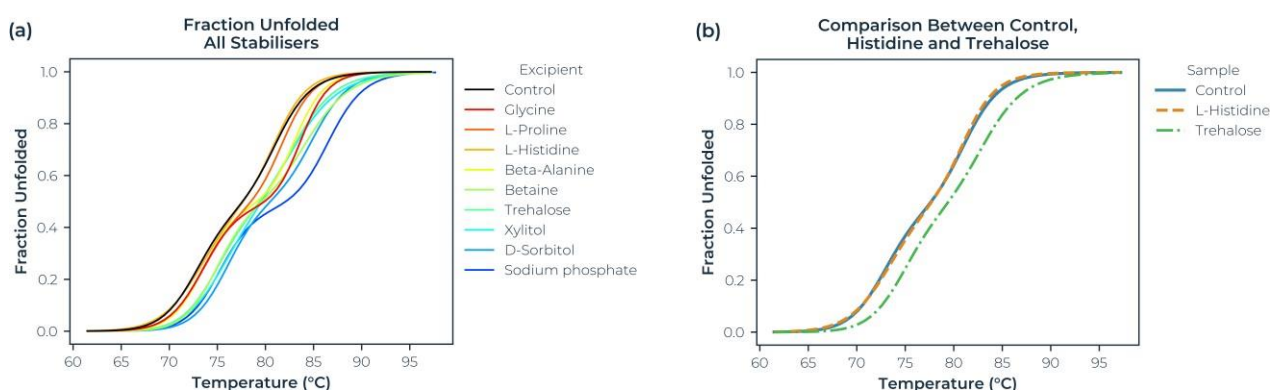 (a)
Fraction Unfolded
All Stabilisers
Fraction Unfolded
1.0
0.8
0.6
0.4
0.2
0.0
60 65 70 75 80 85 90 95
Temperature (°C)
Excipient
Control
Glycine
L-Proline
L-Histidine
Beta-Alanine
Betaine
Trehalose
Xylitol
D-Sorbitol
Sodium phosphate
(b)
Comparison Between Control,
Histidine and Trehalose
Fraction Unfolded
1.0
0.8
0.6
0.4
0.2
0.0
60 65 70 75 80 85 90 95
Temperature (°C)
Sample
Control
L-Histidine
Trehalose